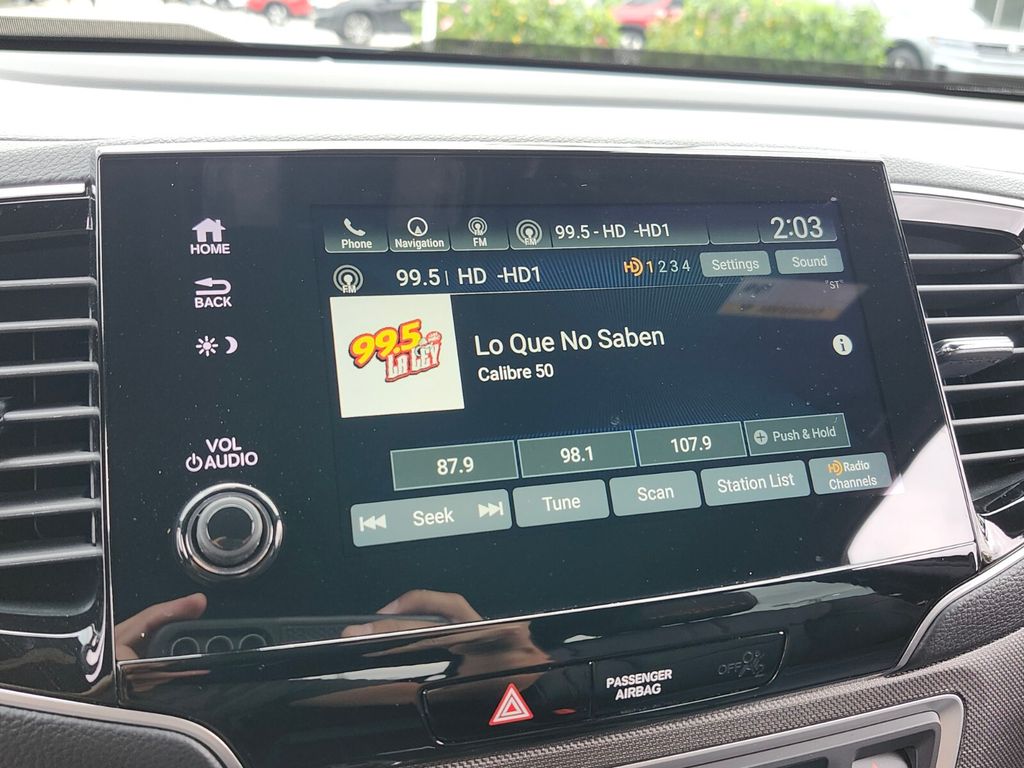 HOME
BACK
VOL
AUDIO
Phone
Navigation
FM
FM
99.5 - HD -HD1
2:03
FM
99.5| HD -HD1
HD 1 2 3 4
Settings
Sound
"ST"
99.5
LA LEY
Lo Que No Saben
Calibre 50
i
87.9
98.1
107.9
+ Push & Hold
Seek
Tune
Scan
Station List
HD Radio
Channels
PASSENGER
AIRBAG
OFF